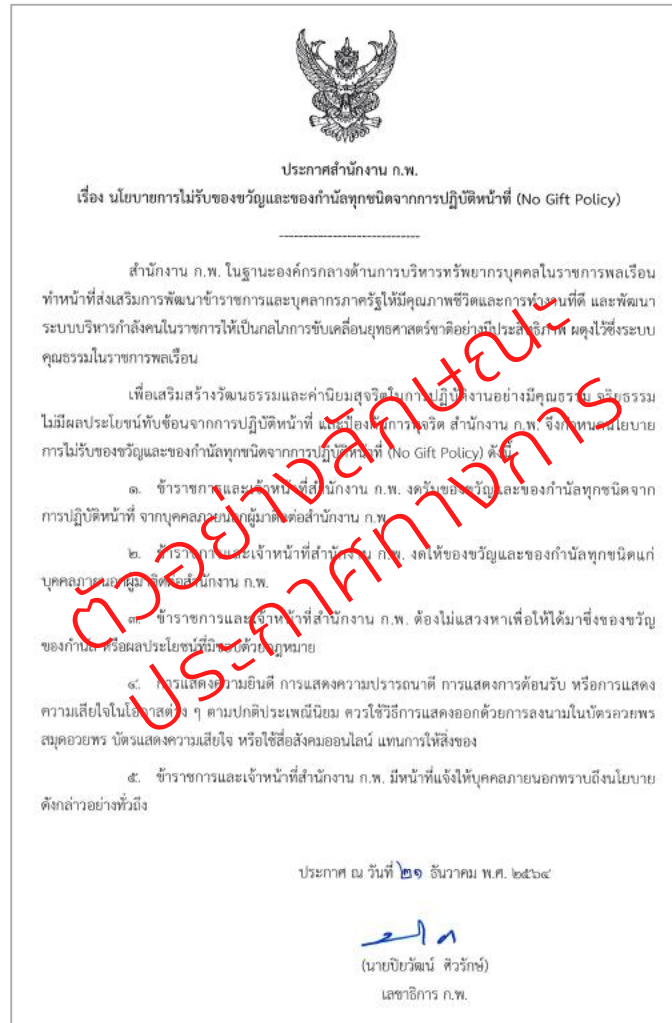 ประกาศสำนักงาน ก.พ.
เรื่อง นโยบายการไม่รับของขวัญและของกำนัลทุกชนิดจากการปฏิบัติหน้าที่ (No Gift Policy)
-----------------------------
สำนักงาน ก.พ. ในฐานะองค์กรกลางด้านการบริหารทรัพยากรบุคคลในราชการพลเรือน
ทำหน้าที่ส่งเสริมการพัฒนาข้าราชการและบุคลากรภาครัฐให้มีคุณภาพชีวิตและการทำงานที่ดี และพัฒนา
ระบบบริหารกำลังคนในราชการให้เป็นกลไกการขับเคลื่อนยุทธศาสตร์ชาติอย่างมีประสิทธิภาพ ผดุงไว้ซึ่งระบบ
คุณธรรมในราชการพลเรือน
เพื่อเสริมสร้างวัฒนธรรมและค่านิยมสุจริตในการปฏิบัติงานอย่างมีคุณธรรม จริยธรรม
ไม่มีผลประโยชน์ทับซ้อนจากการปฏิบัติหน้าที่ และป้องกันการทุจริต สำนักงาน ก.พ. จึงกำหนดนโยบาย
การไม่รับของขวัญและของกำนัลทุกชนิดจากการปฏิบัติหน้าที่ (No Gift Policy) ดังนี้
๑. ข้าราชการและเจ้าหน้าที่สำนักงาน ก.พ. งดรับของขวัญและของกำนัลทุกชนิดจาก
การปฏิบัติหน้าที่ จากบุคคลภายนอกผู้มาติดต่อสำนักงาน ก.พ.
๒. ข้าราชการและเจ้าหน้าที่สำนักงาน ก.พ. งดให้ของขวัญและของกำนัลทุกชนิดแก่
บุคคลภายนอกผู้มาติดต่อสำนักงาน ก.พ.
๓. ข้าราชการและเจ้าหน้าที่สำนักงาน ก.พ. ต้องไม่แสวงหาเพื่อให้ได้มาซึ่งของขวัญ
ของกำนัล หรือผลประโยชน์ที่มิชอบด้วยกฎหมาย
๔. การแสดงความยินดี การแสดงความปรารถนาดี การแสดงการต้อนรับ หรือการแสดง
ความเสียใจในโอกาสต่าง ๆ ตามปกติประเพณีนิยม ควรใช้วิธีการแสดงออกด้วยการลงนามในบัตรอวยพร
สมุดอวยพร บัตรแสดงความเสียใจ หรือใช้สื่อสังคมออนไลน์ แทนการให้สิ่งของ
๕. ข้าราชการและเจ้าหน้าที่สำนักงาน ก.พ. มีหน้าที่แจ้งให้บุคคลภายนอกทราบถึงนโยบาย
ดังกล่าวอย่างทั่วถึง
ประกาศ ณ วันที่ ๒๑ ธันวาคม พ.ศ. ๒๕๖๔
(นายปิยวัฒน์ ศิวรักษ์)
เลขาธิการ ก.พ.
ตัวอย่างลักษณะ
ประกาศทางการ